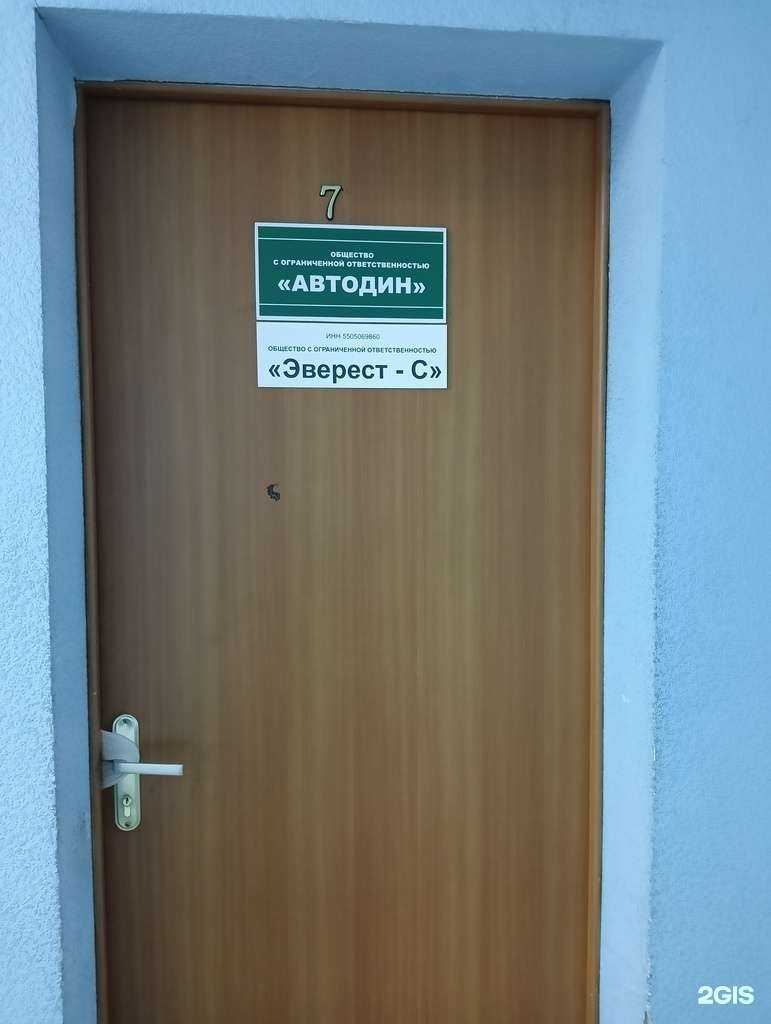 7
ОБЩЕСТВО
С ОГРАНИЧЕННОЙ ОТВЕТСТВЕННОСТЬЮ
«АВТОДИН»
ИНН 5505069860
ОБЩЕСТВО С ОГРАНИЧЕННОЙ ОТВЕТСТВЕННОСТЬЮ
«Эверест - С»
2GIS